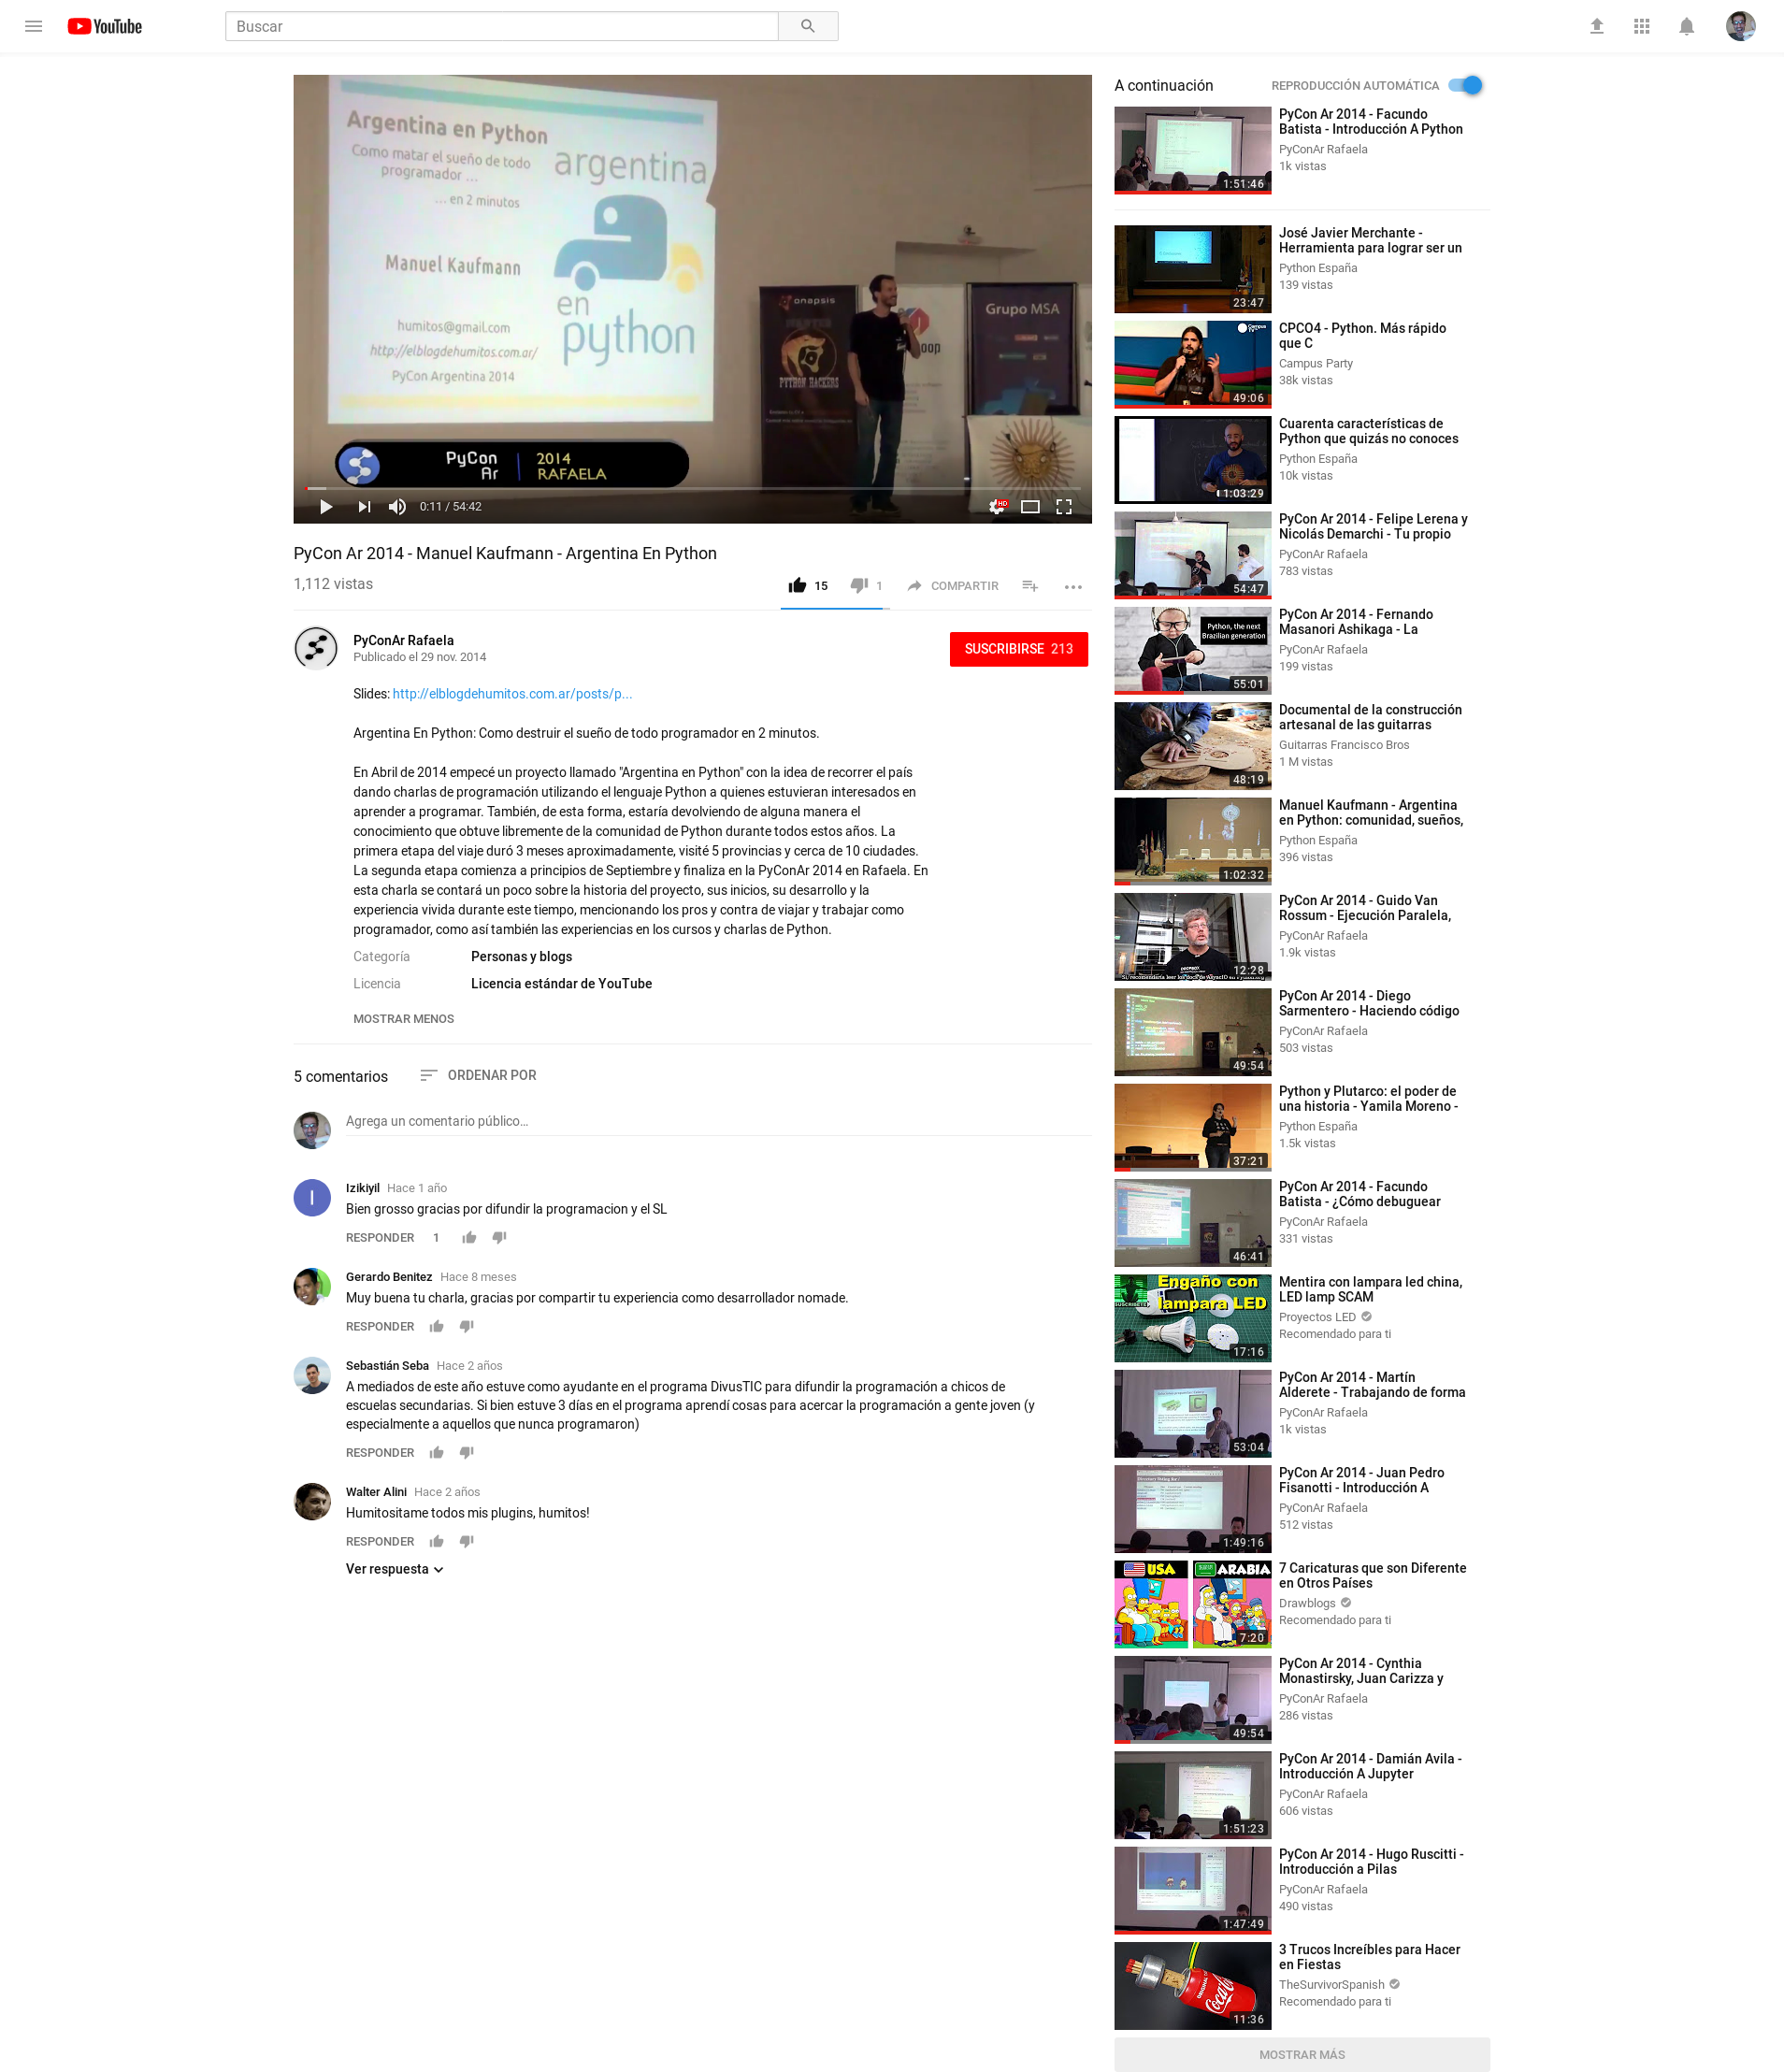 YouTube
Buscar
Argentina en Python
Como matar el sueño de todo
programador ...
... en 2 minutos
argentina
en
python
Manuel Kaufmann
humitos@gmail.com
http://elblogdehumitos.com.ar/
PyCon Argentina 2014
onapsis
PYTHON HACKERS
Grupo MSA
PyCon
Ar
2014
RAFAELA
0:11 / 54:42
HD
PyCon Ar 2014 - Manuel Kaufmann - Argentina En Python
1,112 vistas
15
1
COMPARTIR
PyConAr Rafaela
Publicado el 29 nov. 2014
SUSCRIBIRSE 213
Slides: http://elblogdehumitos.com.ar/posts/p...
Argentina En Python: Como destruir el sueño de todo programador en 2 minutos.
En Abril de 2014 empecé un proyecto llamado "Argentina en Python" con la idea de recorrer el país
dando charlas de programación utilizando el lenguaje Python a quienes estuvieran interesados en
aprender a programar. También, de esta forma, estaría devolviendo de alguna manera el
conocimiento que obtuve libremente de la comunidad de Python durante todos estos años. La
primera etapa del viaje duró 3 meses aproximadamente, visité 5 provincias y cerca de 10 ciudades.
La segunda etapa comienza a principios de Septiembre y finaliza en la PyConAr 2014 en Rafaela. En
esta charla se contará un poco sobre la historia del proyecto, sus inicios, su desarrollo y la
experiencia vivida durante este tiempo, mencionando los pros y contra de viajar y trabajar como
programador, como así también las experiencias en los cursos y charlas de Python.
Categoría Personas y blogs
Licencia Licencia estándar de YouTube
MOSTRAR MENOS
5 comentarios
ORDENAR POR
Agrega un comentario público...
I
Izikiyil Hace 1 año
Bien grosso gracias por difundir la programacion y el SL
RESPONDER 1
Gerardo Benitez Hace 8 meses
Muy buena tu charla, gracias por compartir tu experiencia como desarrollador nomade.
RESPONDER
Sebastián Seba Hace 2 años
A mediados de este año estuve como ayudante en el programa DivusTIC para difundir la programación a chicos de
escuelas secundarias. Si bien estuve 3 días en el programa aprendí cosas para acercar la programación a gente joven (y
especialmente a aquellos que nunca programaron)
RESPONDER
Walter Alini Hace 2 años
Humitositame todos mis plugins, humitos!
RESPONDER
Ver respuesta
A continuación
REPRODUCCIÓN AUTOMÁTICA
1:51:46
PyCon Ar 2014 - Facundo
Batista - Introducción A Python
PyConAr Rafaela
1k vistas
23:47
José Javier Merchante -
Herramienta para lograr ser un
Python España
139 vistas
49:06
CPCO4 - Python. Más rápido
que C
Campus Party
38k vistas
1:03:29
Cuarenta características de
Python que quizás no conoces
Python España
10k vistas
54:47
PyCon Ar 2014 - Felipe Lerena y
Nicolás Demarchi - Tu propio
PyConAr Rafaela
783 vistas
Python, the next
Brazilian generation
55:01
PyCon Ar 2014 - Fernando
Masanori Ashikaga - La
PyConAr Rafaela
199 vistas
48:19
Documental de la construcción
artesanal de las guitarras
Guitarras Francisco Bros
1 M vistas
1:02:32
Manuel Kaufmann - Argentina
en Python: comunidad, sueños,
Python España
396 vistas
12:28
PyCon Ar 2014 - Guido Van
Rossum - Ejecución Paralela,
PyConAr Rafaela
1.9k vistas
49:54
PyCon Ar 2014 - Diego
Sarmentero - Haciendo código
PyConAr Rafaela
503 vistas
37:21
Python y Plutarco: el poder de
una historia - Yamila Moreno -
Python España
1.5k vistas
46:41
PyCon Ar 2014 - Facundo
Batista - ¿Cómo debuguear
PyConAr Rafaela
331 vistas
Engaño con
lampara LED
17:16
Mentira con lampara led china,
LED lamp SCAM
Proyectos LED
Recomendado para ti
53:04
PyCon Ar 2014 - Martín
Alderete - Trabajando de forma
PyConAr Rafaela
1k vistas
1:49:16
PyCon Ar 2014 - Juan Pedro
Fisanotti - Introducción A
PyConAr Rafaela
512 vistas
USA
ARABIA
7:20
7 Caricaturas que son Diferente
en Otros Países
Drawblogs
Recomendado para ti
49:54
PyCon Ar 2014 - Cynthia
Monastirsky, Juan Carizza y
PyConAr Rafaela
286 vistas
1:51:23
PyCon Ar 2014 - Damián Avila -
Introducción A Jupyter
PyConAr Rafaela
606 vistas
1:47:49
PyCon Ar 2014 - Hugo Ruscitti -
Introducción a Pilas
PyConAr Rafaela
490 vistas
Coca-Cola
11:36
3 Trucos Increíbles para Hacer
en Fiestas
TheSurvivorSpanish
Recomendado para ti
MOSTRAR MÁS